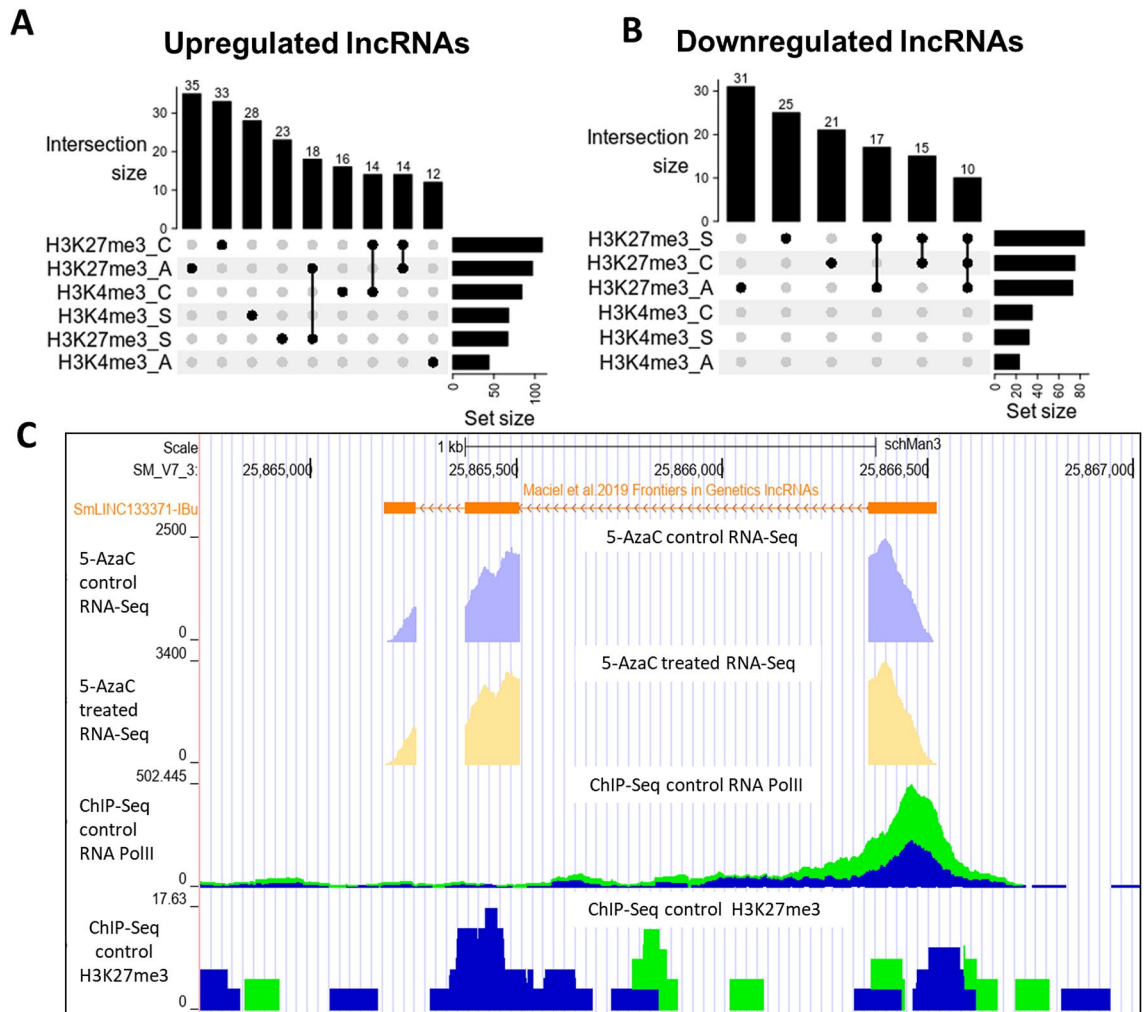 A
Upregulated lncRNAs
35 33 28 23 18 16 14 14 12
30
20
10
0
Intersection
size
H3K27me3_C
H3K27me3_A
H3K4me3_C
H3K4me3_S
H3K27me3_S
H3K4me3_A
0 50 100
Set size
B
Downregulated lncRNAs
31 25 21 17 15 10
30
20
10
0
Intersection
size
H3K27me3_S
H3K27me3_C
H3K27me3_A
H3K4me3_C
H3K4me3_S
H3K4me3_A
0 20 40 60 80
Set size
C
Scale 1 kb schMan3
SM_V7_3: 25,865,000 25,865,500 25,866,000 25,866,500 25,867,000
Maciel et al 2019 Frontiers in Genetics lncRNAs
SmLINC133371-IBu
5-AzaC control RNA-Seq
2500
5-AzaC
control
RNA-Seq
0
5-AzaC treated RNA-Seq
3400
5-AzaC
treated
RNA-Seq
0
ChIP-Seq control RNA PolII
502.445
ChIP-Seq
control
RNA PolII
0
ChIP-Seq control H3K27me3
17.63
ChIP-Seq
control
H3K27me3
0